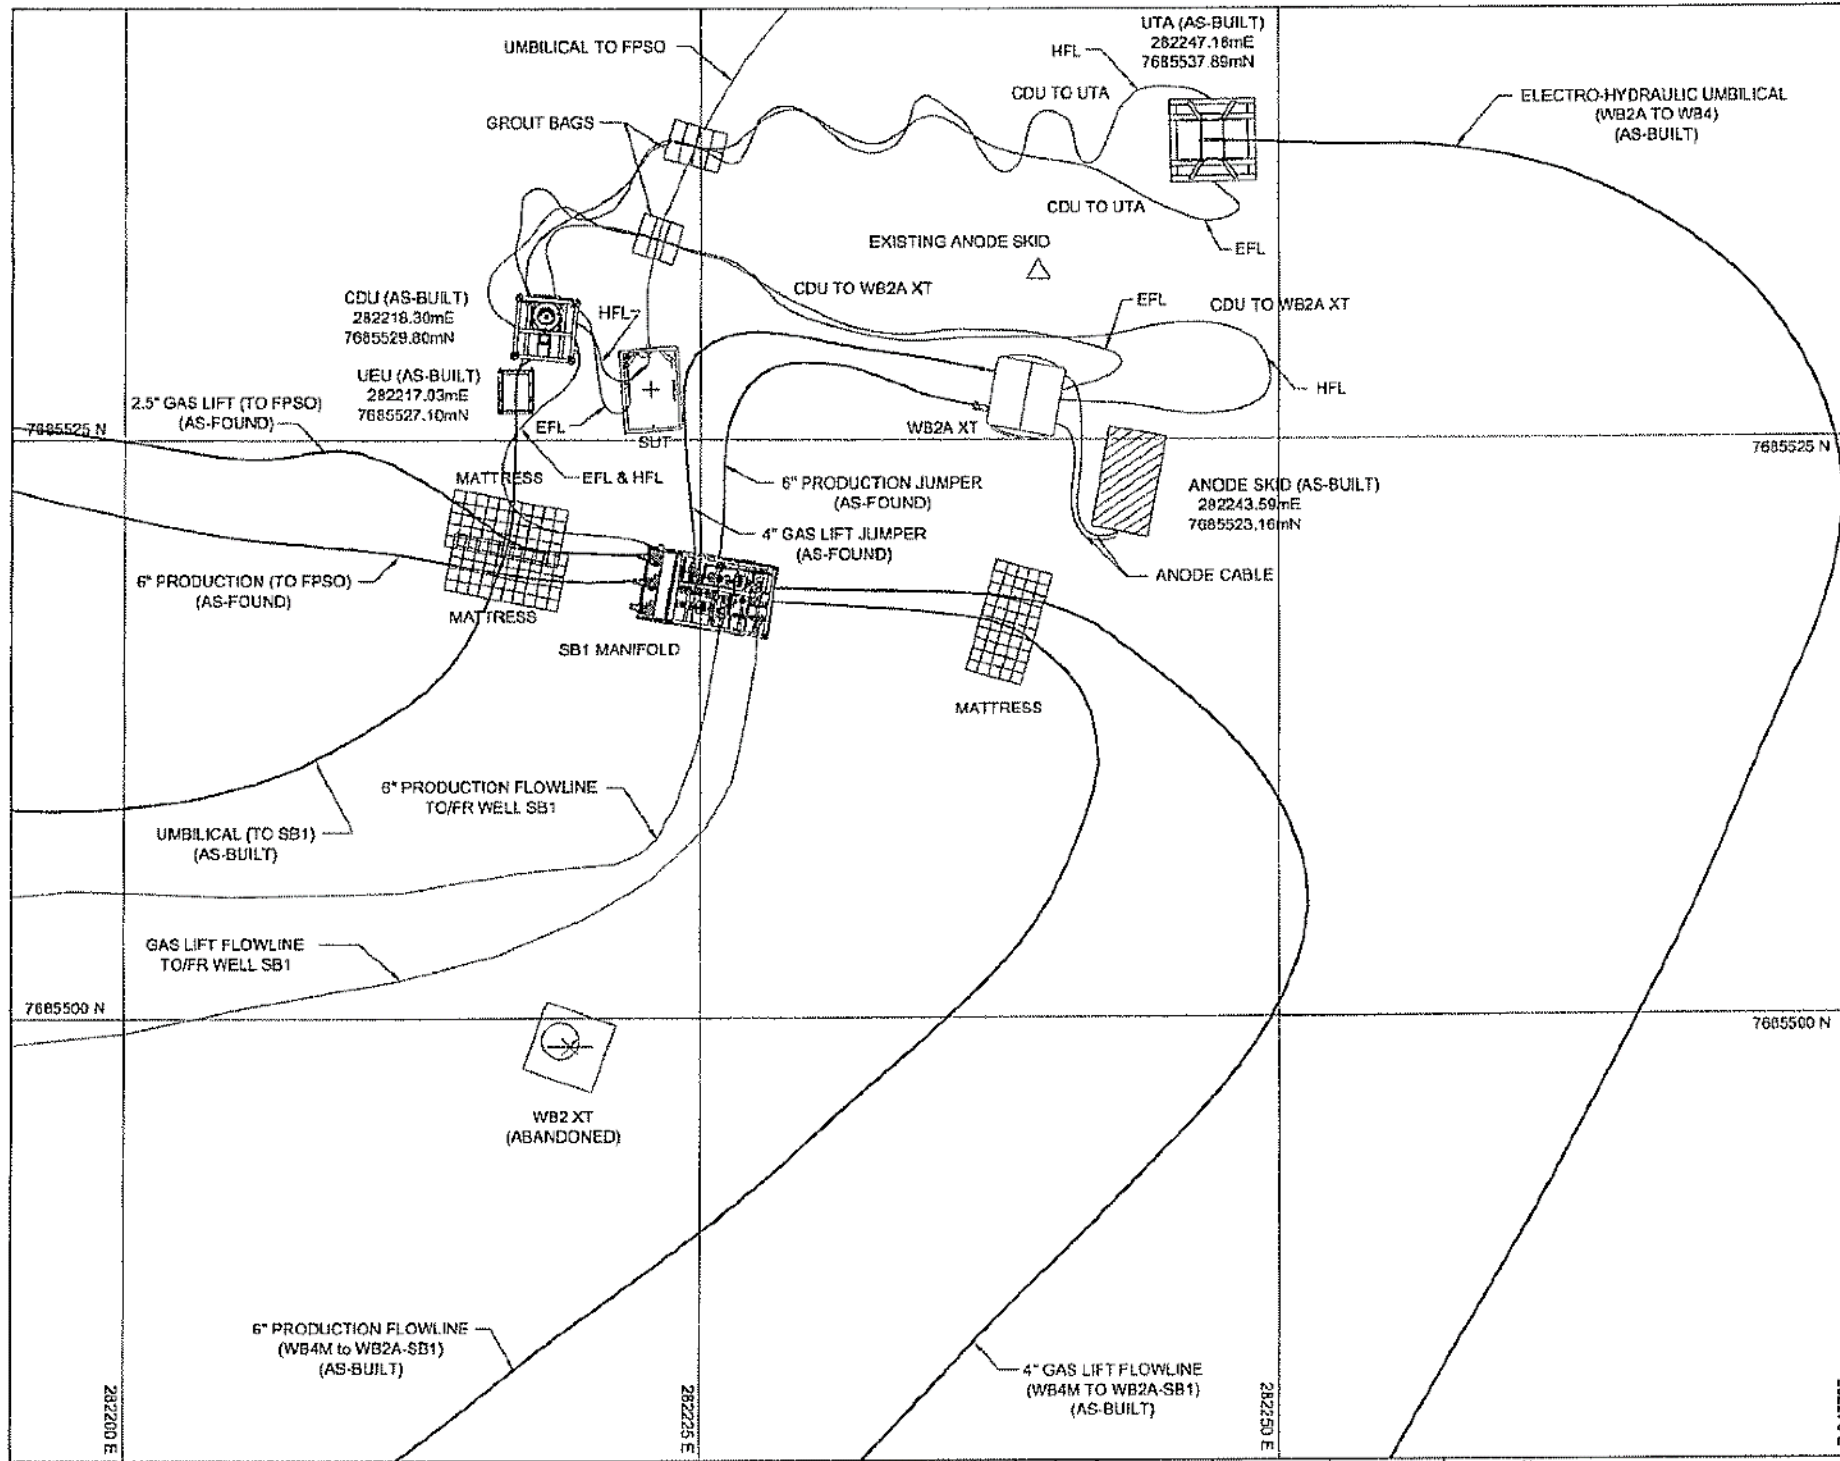 UTA (AS-BUILT)
282247.18mE
7685537.89mN
UMBILICAL TO FPSO
HFL
CDU TO UTA
ELECTRO-HYDRAULIC UMBILICAL
(WB2A TO WB4)
(AS-BUILT)
GROUT BAGS
CDU TO UTA
EFL
EXISTING ANODE SKID
CDU TO WB2A XT
EFL
CDU TO WB2A XT
CDU (AS-BUILT)
282218.30mE
7685529.80mN
HFL
UEU (AS-BUILT)
282217.03mE
7685527.10mN
HFL
2.5" GAS LIFT (TO FPSO)
(AS-FOUND)
EFL
SUT
WB2A XT
7685525 N
7685525 N
MATTRESS
EFL & HFL
6" PRODUCTION JUMPER
(AS-FOUND)
ANODE SKID (AS-BUILT)
282243.59mE
7685523.16mN
4" GAS LIFT JUMPER
(AS-FOUND)
6" PRODUCTION (TO FPSO)
(AS-FOUND)
ANODE CABLE
MATTRESS
SB1 MANIFOLD
MATTRESS
6" PRODUCTION FLOWLINE
TO/FR WELL SB1
UMBILICAL (TO SB1)
(AS-BUILT)
GAS LIFT FLOWLINE
TO/FR WELL SB1
7685500 N
7685500 N
WB2 XT
(ABANDONED)
6" PRODUCTION FLOWLINE
(WB4M to WB2A-SB1)
(AS-BUILT)
4" GAS LIFT FLOWLINE
(WB4M TO WB2A-SB1)
(AS-BUILT)
282200 E
282225 E
282250 E